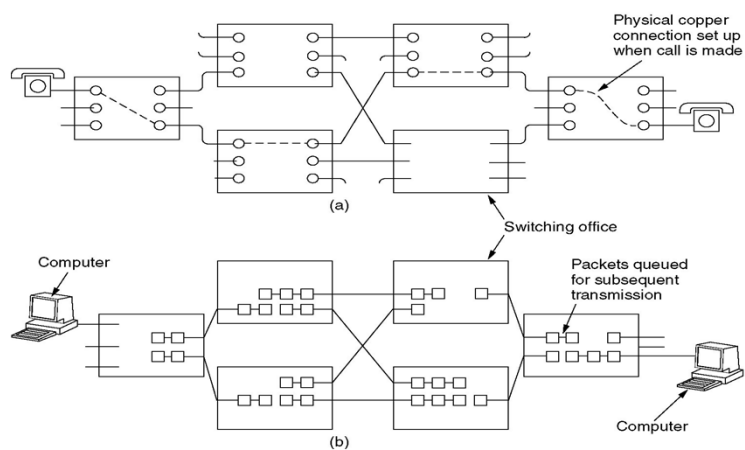 Physical copper
connection set up
when call is made
(a)
Switching office
Computer
Packets queued
for subsequent
transmission
Computer
(b)